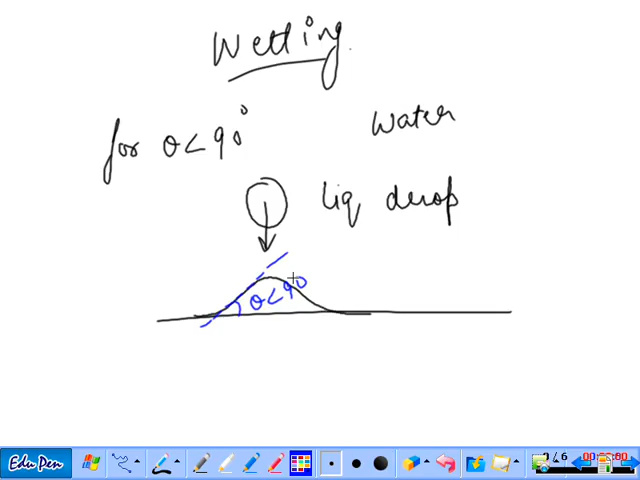 Wetting
for θ < 90° Water
liq drop
θ < 90
Edu Pen